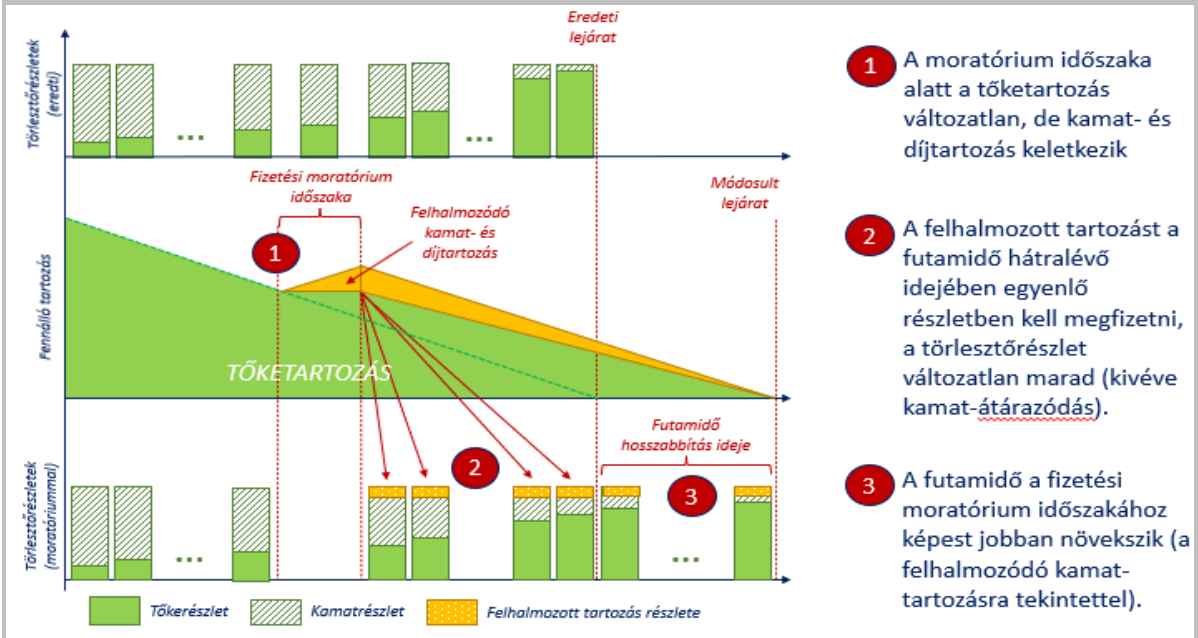 Eredeti
lejárat
Törlesztőrészletek
(eredti)
...
...
Fizetési moratórium
időszaka
Módosult
lejárat
Felhalmozódó
kamat- és
díjtartozás
1
Fennálló tartozás
TŐKETARTOZÁS
Futamidő
hosszabbítás ideje
2
3
Törlesztőrészletek
(moratóriummal)
...
...
...
Tőkerészlet
Kamatrészlet
Felhalmozott tartozás részlete
1
A moratórium időszaka
alatt a tőketartozás
változatlan, de kamat- és
díjtartozás keletkezik
2
A felhalmozott tartozást a
futamidő hátralévő
idejében egyenlő
részletben kell megfizetni,
a törlesztőrészlet
változatlan marad (kivéve
kamat-átárazódás).
3
A futamidő a fizetési
moratórium időszakához
képest jobban növekszik (a
felhalmozódó kamat-
tartozásra tekintettel).